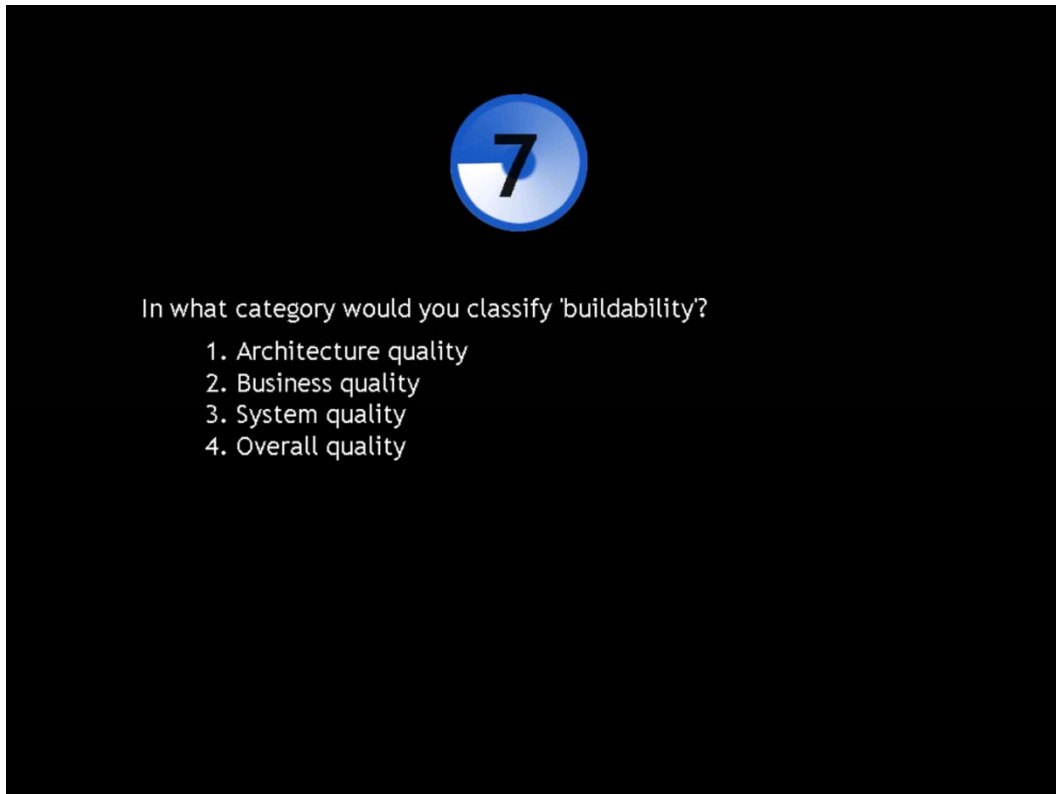 7
In what category would you classify 'buildability'?
1. Architecture quality
2. Business quality
3. System quality
4. Overall quality